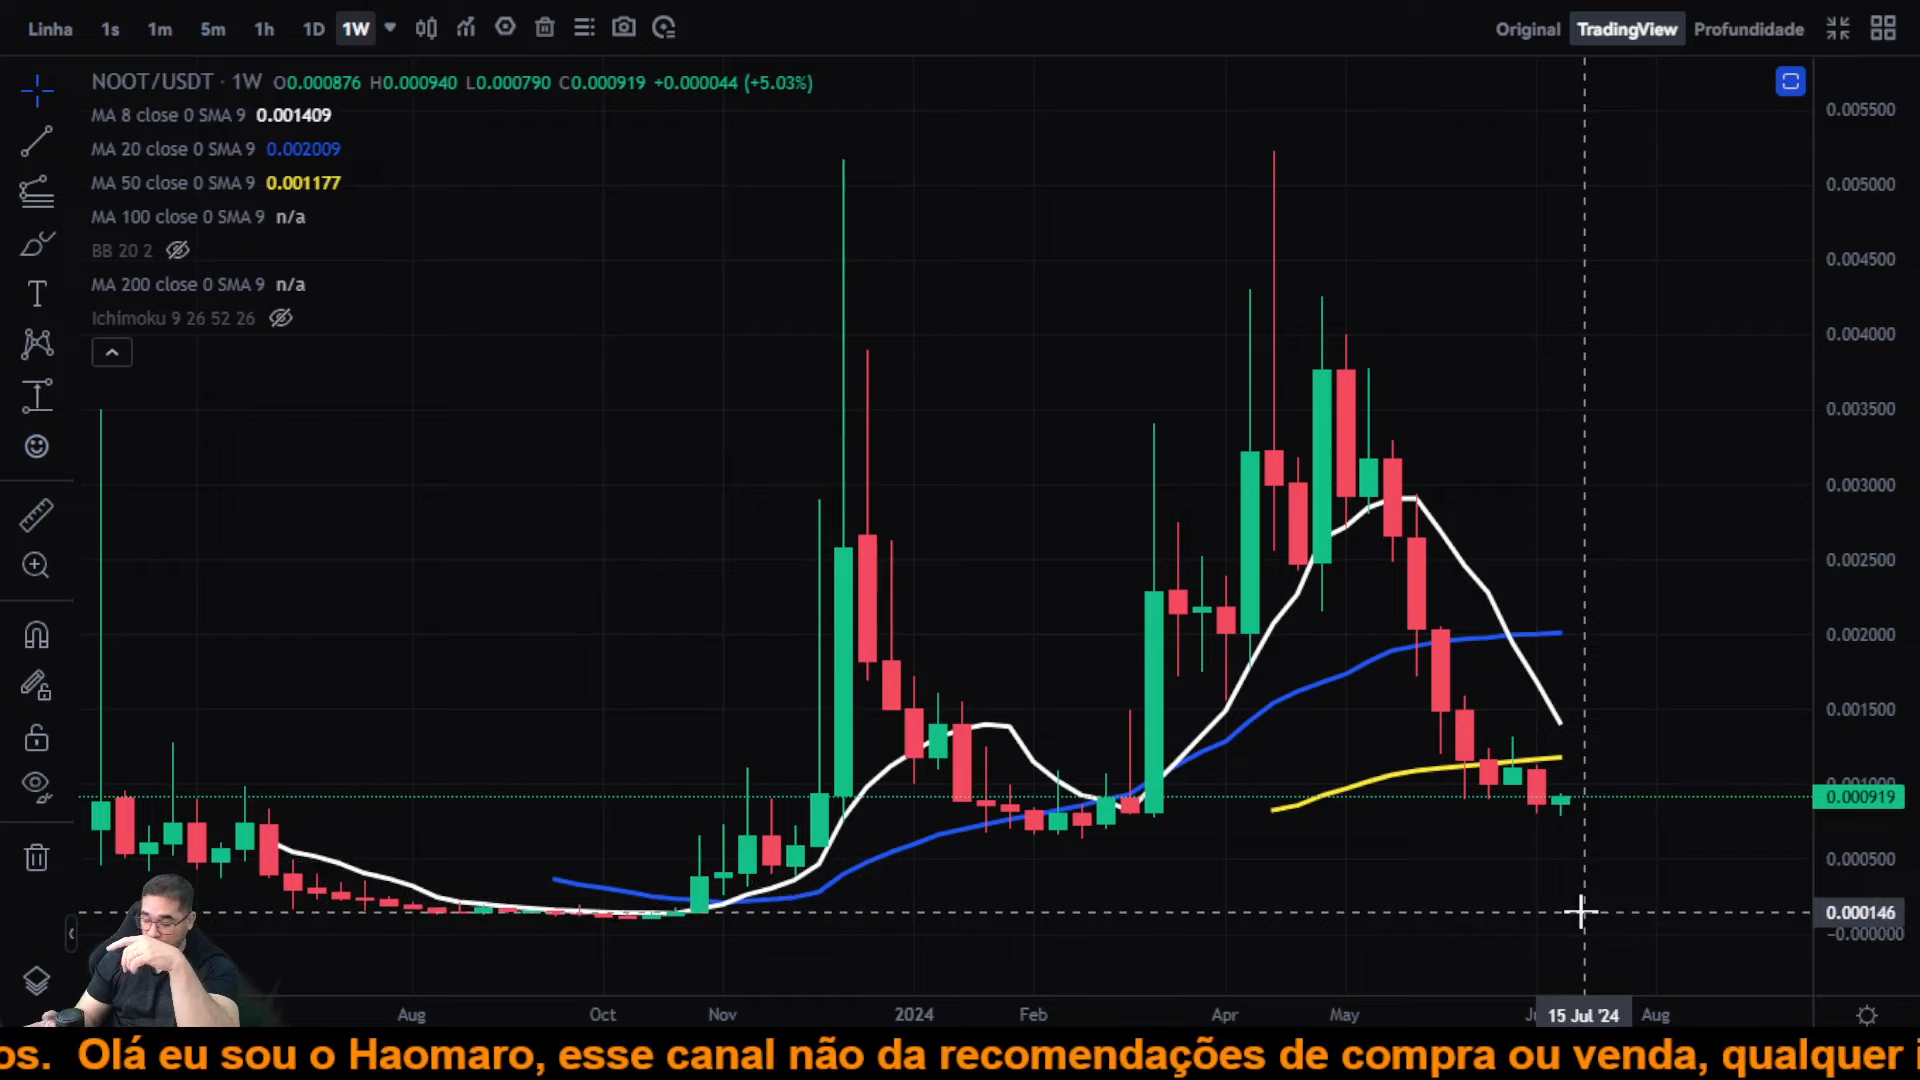 Linha 1s 1m 5m 1h 1D 1W Original TradingView Profundidade
NOOT/USDT · 1W O0.000876 H0.000940 L0.000790 C0.000919 +0.000044 (+5.03%)
MA 8 close 0 SMA 9 0.001409
MA 20 close 0 SMA 9 0.002009
MA 50 close 0 SMA 9 0.001177
MA 100 close 0 SMA 9 n/a
BB 20 2
MA 200 close 0 SMA 9 n/a
Ichimoku 9 26 52 26
0.005500
0.005000
0.004500
0.004000
0.003500
0.003000
0.002500
0.002000
0.001500
0.000919
0.000500
0.000146
−0.000000
Aug Oct Nov 2024 Feb Apr May 15 Jul '24 Aug
os. Olá eu sou o Haomaro, esse canal não da recomendações de compra ou venda, qualquer